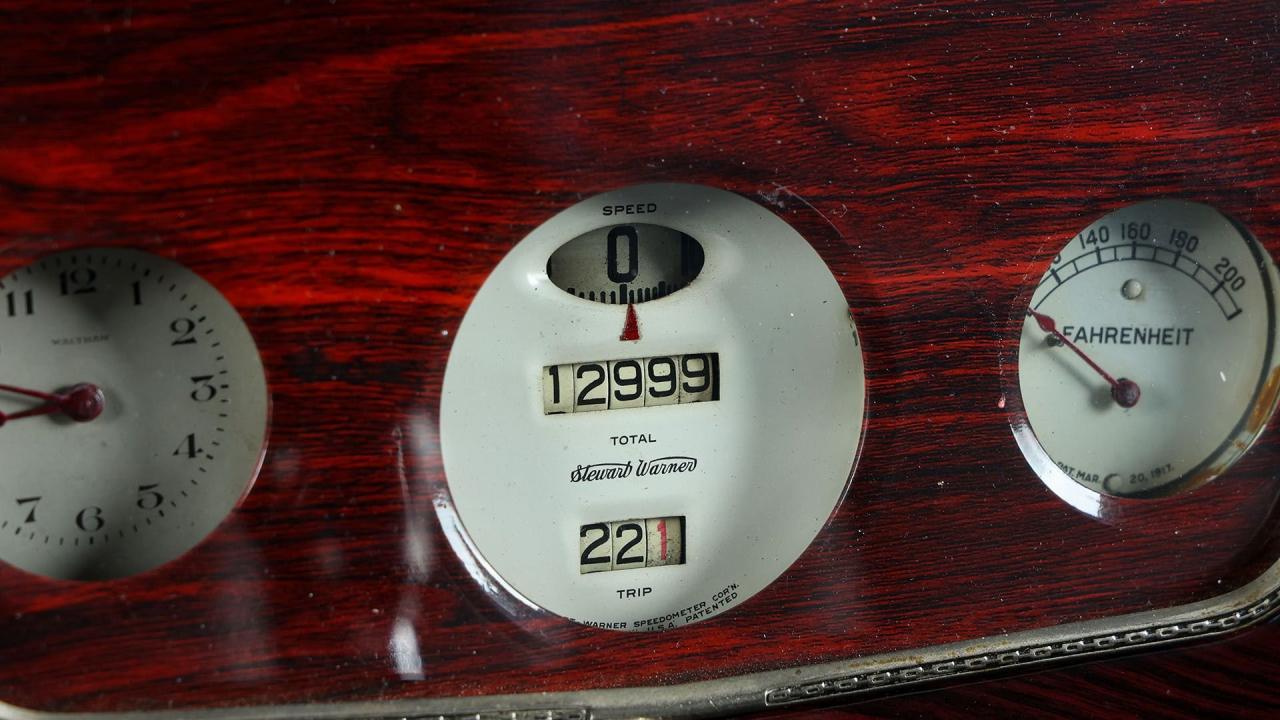 12
11
1
2
3
4
5
6
7
WALTHAM
SPEED
0
12999
TOTAL
Stewart Warner
221
TRIP
WARNER SPEEDOMETER COR'N.
U.S.A. PATENTED
140 160 180 200
FAHRENHEIT
PAT. MAR. 20, 1917.